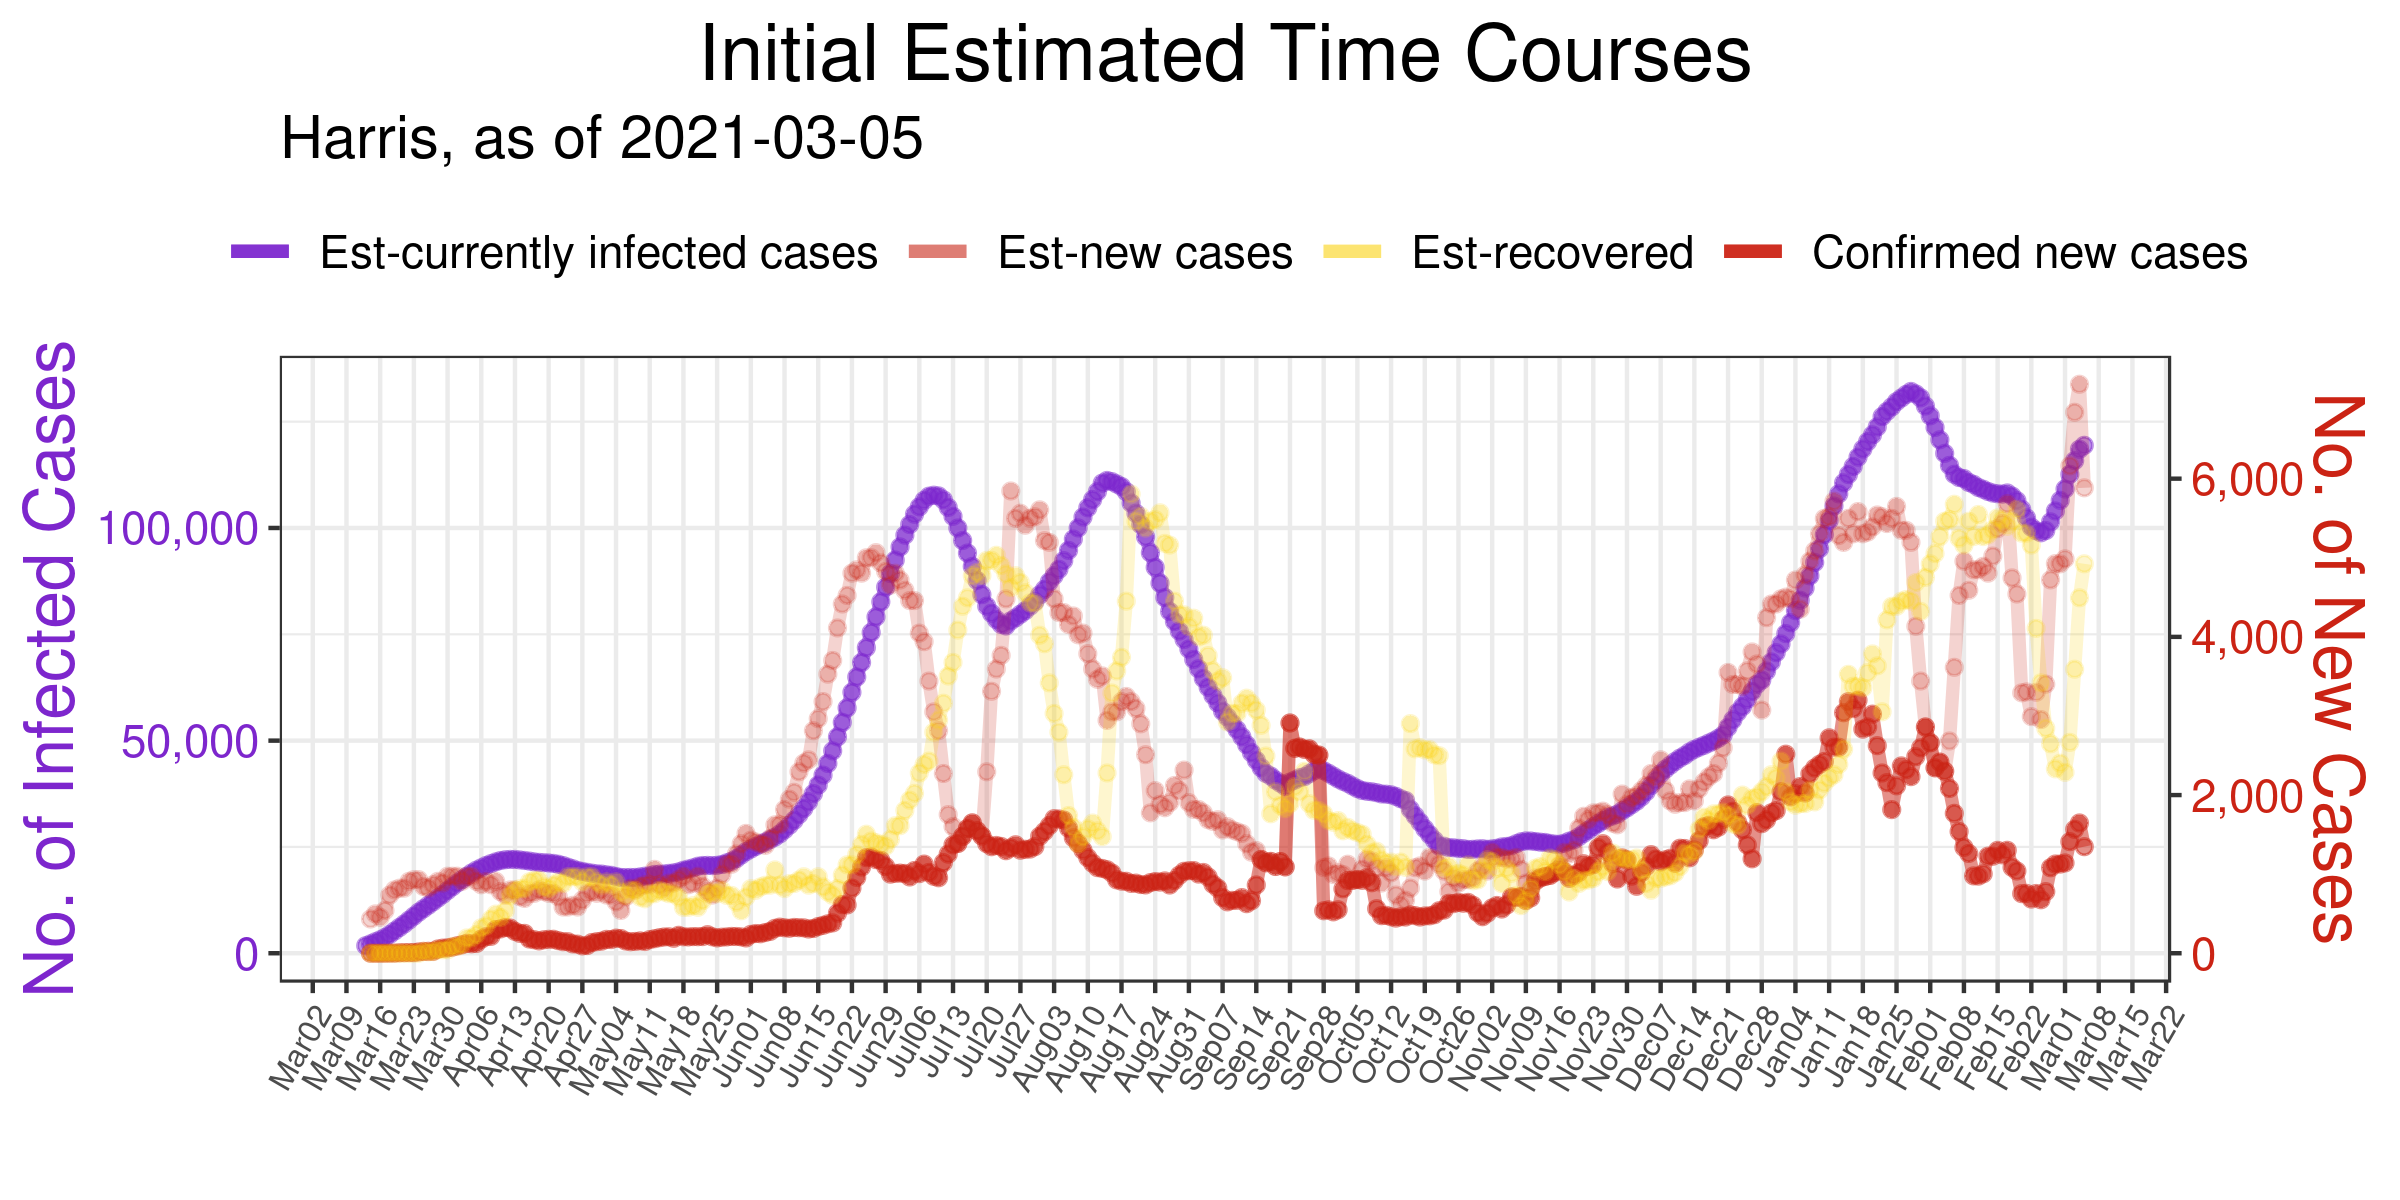 Initial Estimated Time Courses
Harris, as of 2021-03-05
Est-currently infected cases
Est-new cases
Est-recovered
Confirmed new cases
No. of Infected Cases
100,000
50,000
0
6,000
4,000
2,000
0
No. of New Cases
Mar02
Mar09
Mar16
Mar23
Mar30
Apr06
Apr13
Apr20
Apr27
May04
May11
May18
May25
Jun01
Jun08
Jun15
Jun22
Jun29
Jul06
Jul13
Jul20
Jul27
Aug03
Aug10
Aug17
Aug24
Aug31
Sep07
Sep14
Sep21
Sep28
Oct05
Oct12
Oct19
Oct26
Nov02
Nov09
Nov16
Nov23
Nov30
Dec07
Dec14
Dec21
Dec28
Jan04
Jan11
Jan18
Jan25
Feb01
Feb08
Feb15
Feb22
Mar01
Mar08
Mar15
Mar22